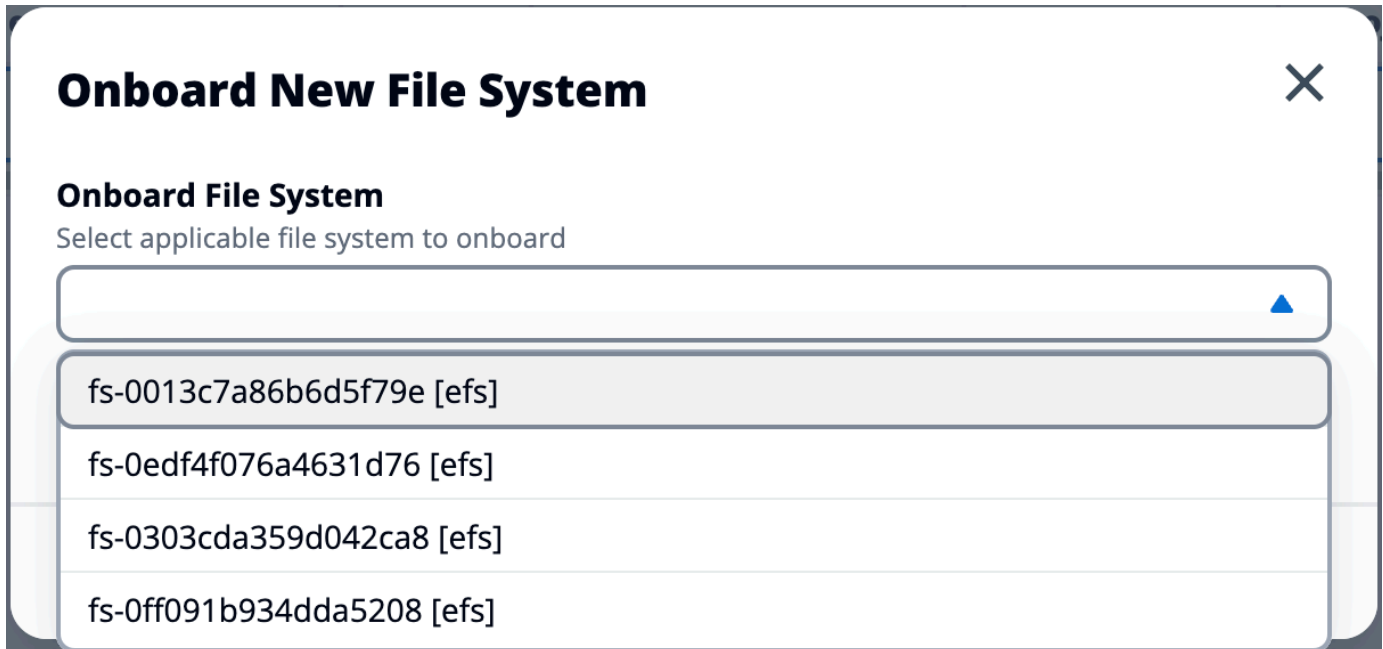 Onboard New File System
Onboard File System
Select applicable file system to onboard
fs-0013c7a86b6d5f79e [efs]
fs-0edf4f076a4631d76 [efs]
fs-0303cda359d042ca8 [efs]
fs-0ff091b934dda5208 [efs]